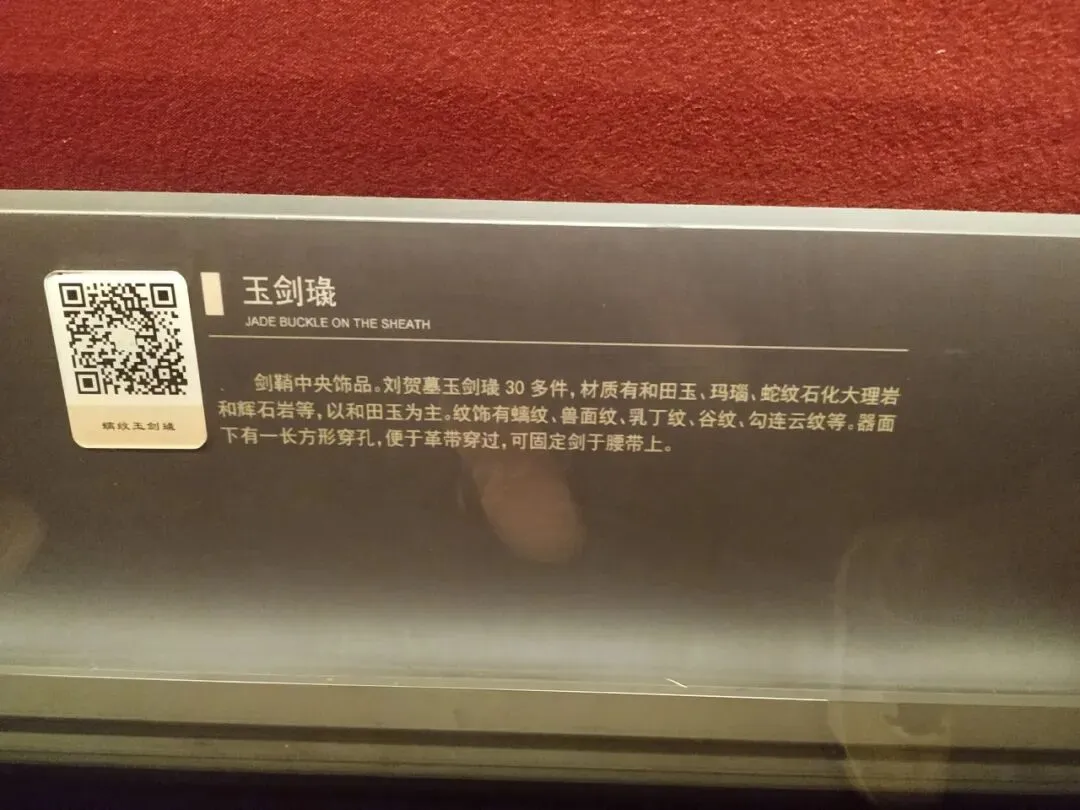 玉剑璏
JADE BUCKLE ON THE SHEATH
剑鞘中央饰品。刘贺墓玉剑璏 30 多件，材质有和田玉、玛瑙、蛇纹石化大理岩
和辉石岩等，以和田玉为主。纹饰有螭纹、兽面纹、乳丁纹、谷纹、勾连云纹等。器面
下有一长方形穿孔，便于革带穿过，可固定剑于腰带上。
螭纹玉剑璏